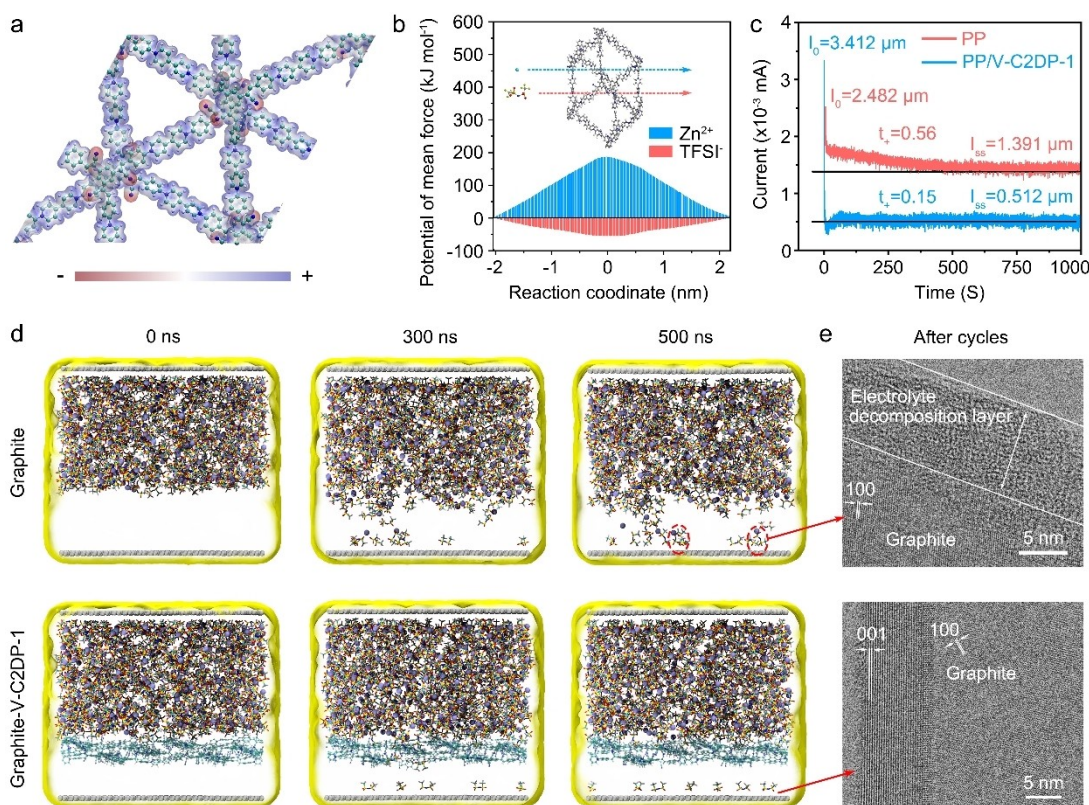 a
- +
b
Potential of mean force (kJ mol⁻¹)
600
550
500
450
400
350
300
200
100
0
-100
Zn²⁺
TFSI⁻
-2 -1 0 1 2
Reaction coodinate (nm)
c
Current (x10⁻³ mA)
4
3
2
1
0
PP
PP/V-C2DP-1
I₀=3.412 μm
I₀=2.482 μm
t₊=0.56
Iss=1.391 μm
t₊=0.15
Iss=0.512 μm
0 250 500 750 1000
Time (S)
d
0 ns
300 ns
500 ns
Graphite
Graphite-V-C2DP-1
e
After cycles
Electrolyte
decomposition layer
100
Graphite
5 nm
001
100
Graphite
5 nm